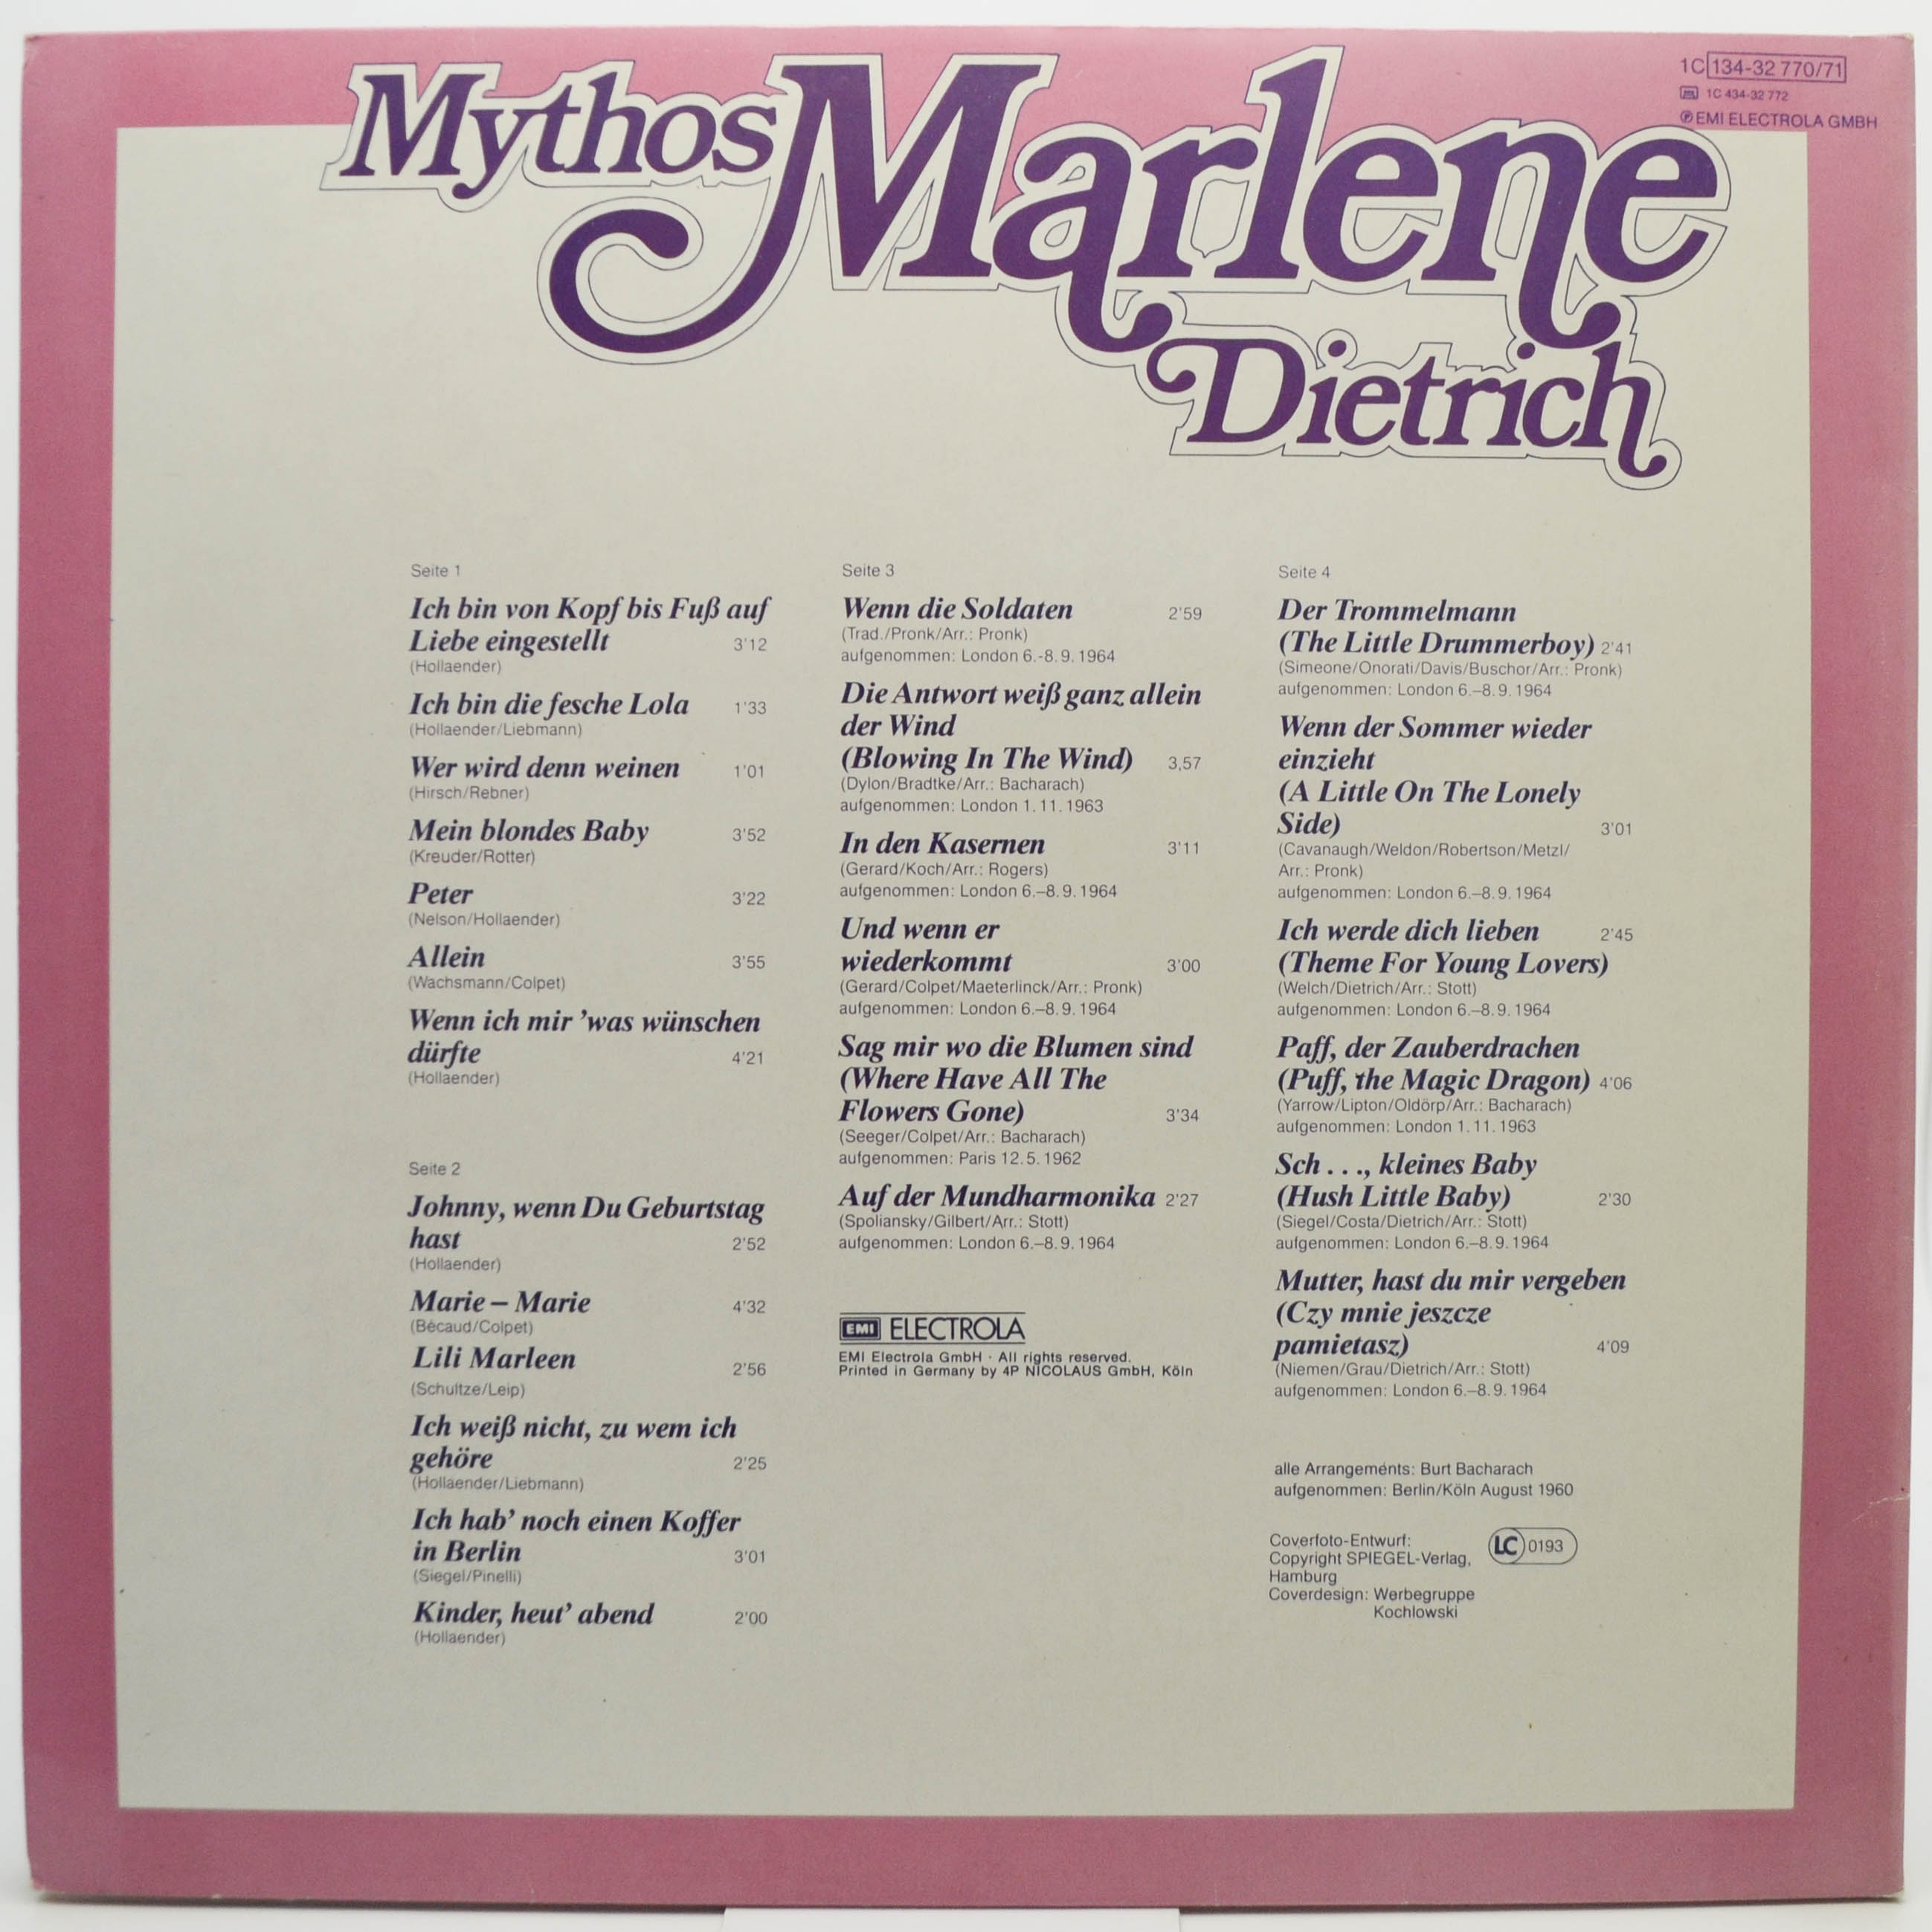 Mythos Marlene
Dietrich
1C 134-32 770/71
1C 434-32 772
℗ EMI ELECTROLA GMBH
Seite 1
Ich bin von Kopf bis Fuß auf
Liebe eingestellt 3'12
(Hollaender)
Ich bin die fesche Lola 1'33
(Hollaender/Liebmann)
Wer wird denn weinen 1'01
(Hirsch/Rebner)
Mein blondes Baby 3'52
(Kreuder/Rotter)
Peter 3'22
(Nelson/Hollaender)
Allein 3'55
(Wachsmann/Colpet)
Wenn ich mir 'was wünschen
dürfte 4'21
(Hollaender)
Seite 2
Johnny, wenn Du Geburtstag
hast 2'52
(Hollaender)
Marie – Marie 4'32
(Bécaud/Colpet)
Lili Marleen 2'56
(Schultze/Leip)
Ich weiß nicht, zu wem ich
gehöre 2'25
(Hollaender/Liebmann)
Ich hab' noch einen Koffer
in Berlin 3'01
(Siegel/Pinelli)
Kinder, heut' abend 2'00
(Hollaender)
Seite 3
Wenn die Soldaten 2'59
(Trad./Pronk/Arr.: Pronk)
aufgenommen: London 6.-8.9.1964
Die Antwort weiß ganz allein
der Wind
(Blowing In The Wind) 3,57
(Dylon/Bradtke/Arr.: Bacharach)
aufgenommen: London 1.11.1963
In den Kasernen 3'11
(Gerard/Koch/Arr.: Rogers)
aufgenommen: London 6.–8.9.1964
Und wenn er
wiederkommt 3'00
(Gerard/Colpet/Maeterlinck/Arr.: Pronk)
aufgenommen: London 6.–8.9.1964
Sag mir wo die Blumen sind
(Where Have All The
Flowers Gone) 3'34
(Seeger/Colpet/Arr.: Bacharach)
aufgenommen: Paris 12.5.1962
Auf der Mundharmonika 2'27
(Spoliansky/Gilbert/Arr.: Stott)
aufgenommen: London 6.–8.9.1964
EMI ELECTROLA
EMI Electrola GmbH · All rights reserved.
Printed in Germany by 4P NICOLAUS GmbH, Köln
Seite 4
Der Trommelmann
(The Little Drummerboy) 2'41
(Simeone/Onorati/Davis/Buschor/Arr.: Pronk)
aufgenommen: London 6.–8.9.1964
Wenn der Sommer wieder
einzieht
(A Little On The Lonely
Side) 3'01
(Cavanaugh/Weldon/Robertson/Metzl/
Arr.: Pronk)
aufgenommen: London 6.–8.9.1964
Ich werde dich lieben 2'45
(Theme For Young Lovers)
(Welch/Dietrich/Arr.: Stott)
aufgenommen: London 6.–8.9.1964
Paff, der Zauberdrachen
(Puff, the Magic Dragon) 4'06
(Yarrow/Lipton/Oldörp/Arr.: Bacharach)
aufgenommen: London 1.11.1963
Sch . . ., kleines Baby
(Hush Little Baby) 2'30
(Siegel/Costa/Dietrich/Arr.: Stott)
aufgenommen: London 6.–8.9.1964
Mutter, hast du mir vergeben
(Czy mnie jeszcze
pamietasz) 4'09
(Niemen/Grau/Dietrich/Arr.: Stott)
aufgenommen: London 6.–8.9.1964
alle Arrangements: Burt Bacharach
aufgenommen: Berlin/Köln August 1960
Coverfoto-Entwurf:
Copyright SPIEGEL-Verlag,
Hamburg
Coverdesign: Werbegruppe
Kochlowski
LC 0193